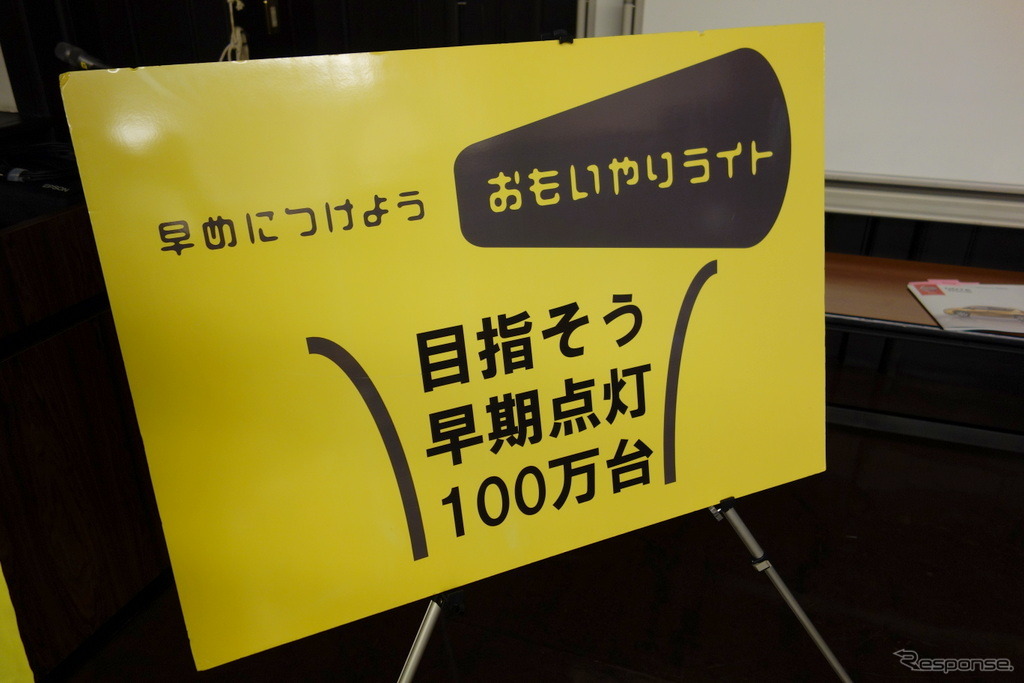 早めにつけよう おもいやりライト
目指そう
早期点灯
100万台
EPSON
Response.